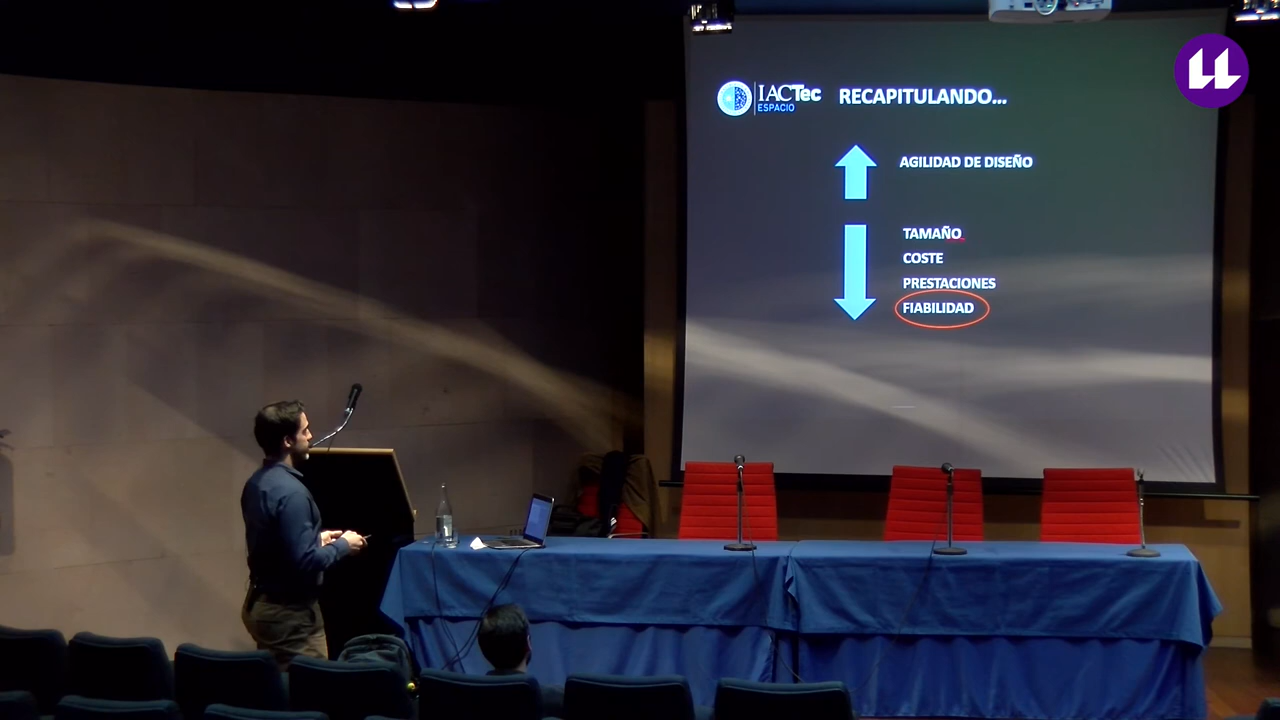 IACTec
ESPACIO
RECAPITULANDO...
AGILIDAD DE DISEÑO
TAMAÑO
COSTE
PRESTACIONES
FIABILIDAD